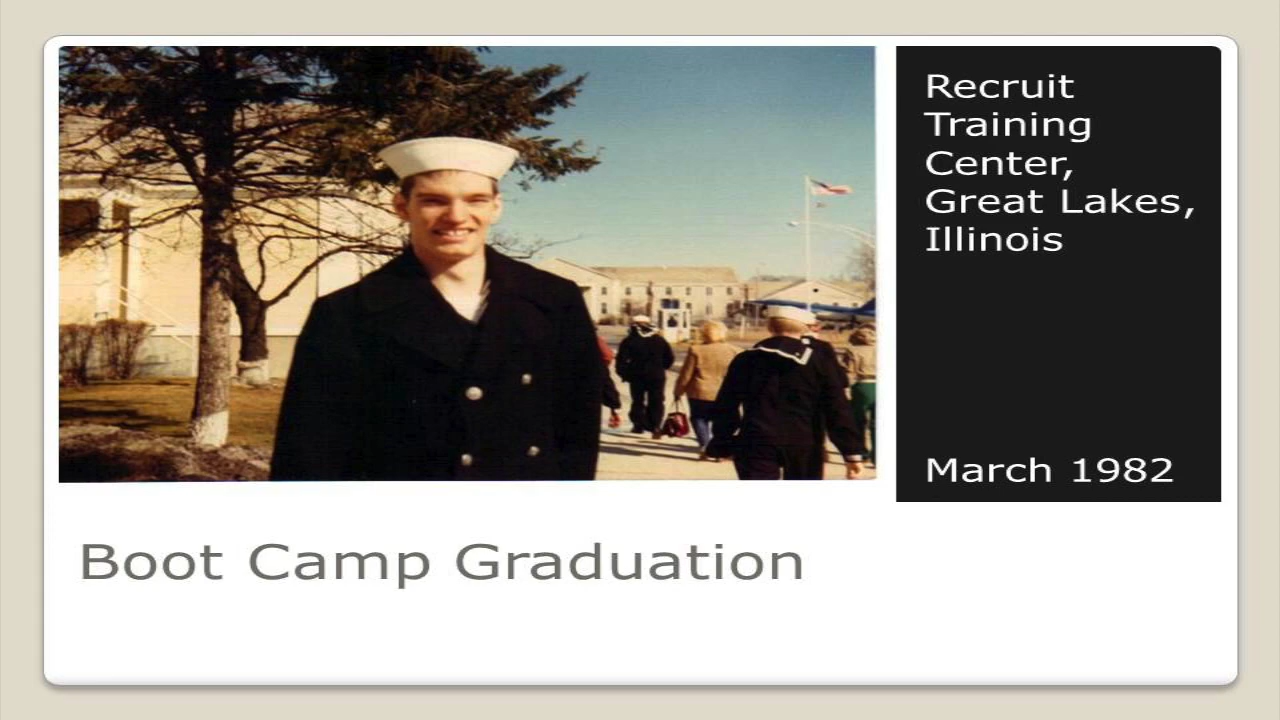 Recruit
Training
Center,
Great Lakes,
Illinois
March 1982
Boot Camp Graduation